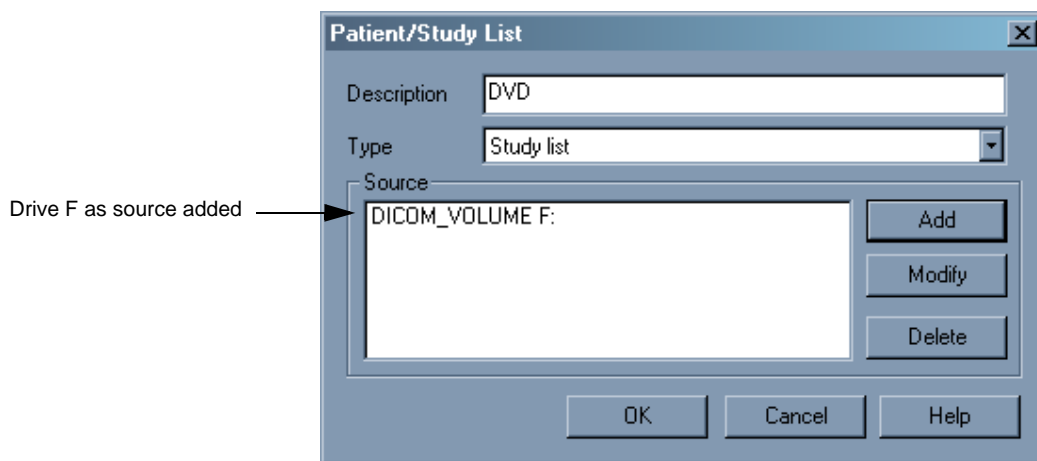 Patient/Study List
Description DVD
Type Study list
Source
Drive F as source added
DICOM_VOLUME F:
Add
Modify
Delete
OK Cancel Help